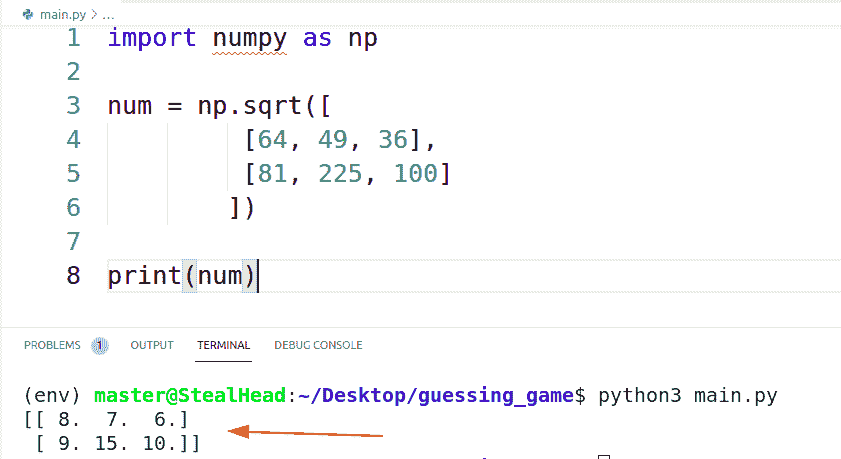 main.py > ...
1 import numpy as np
2
3 num = np.sqrt([
4 [64, 49, 36],
5 [81, 225, 100]
6 ])
7
8 print(num)
PROBLEMS 1 OUTPUT TERMINAL DEBUG CONSOLE
(env) master@StealHead:~/Desktop/guessing_game$ python3 main.py
[[ 8. 7. 6.]
[ 9. 15. 10.]]